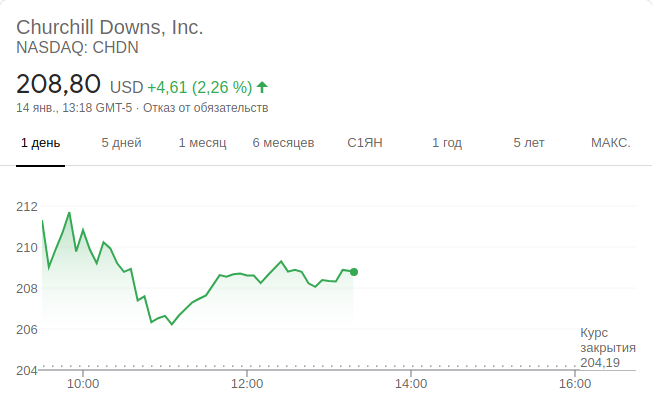 Churchill Downs, Inc.
NASDAQ: CHDN
208,80 USD +4,61 (2,26 %)
14 янв., 13:18 GMT-5 · Отказ от обязательств
1 день 5 дней 1 месяц 6 месяцев С1ЯН 1 год 5 лет МАКС.
212
210
208
206
Курс
закрытия
204,19
204
10:00 12:00 14:00 16:00